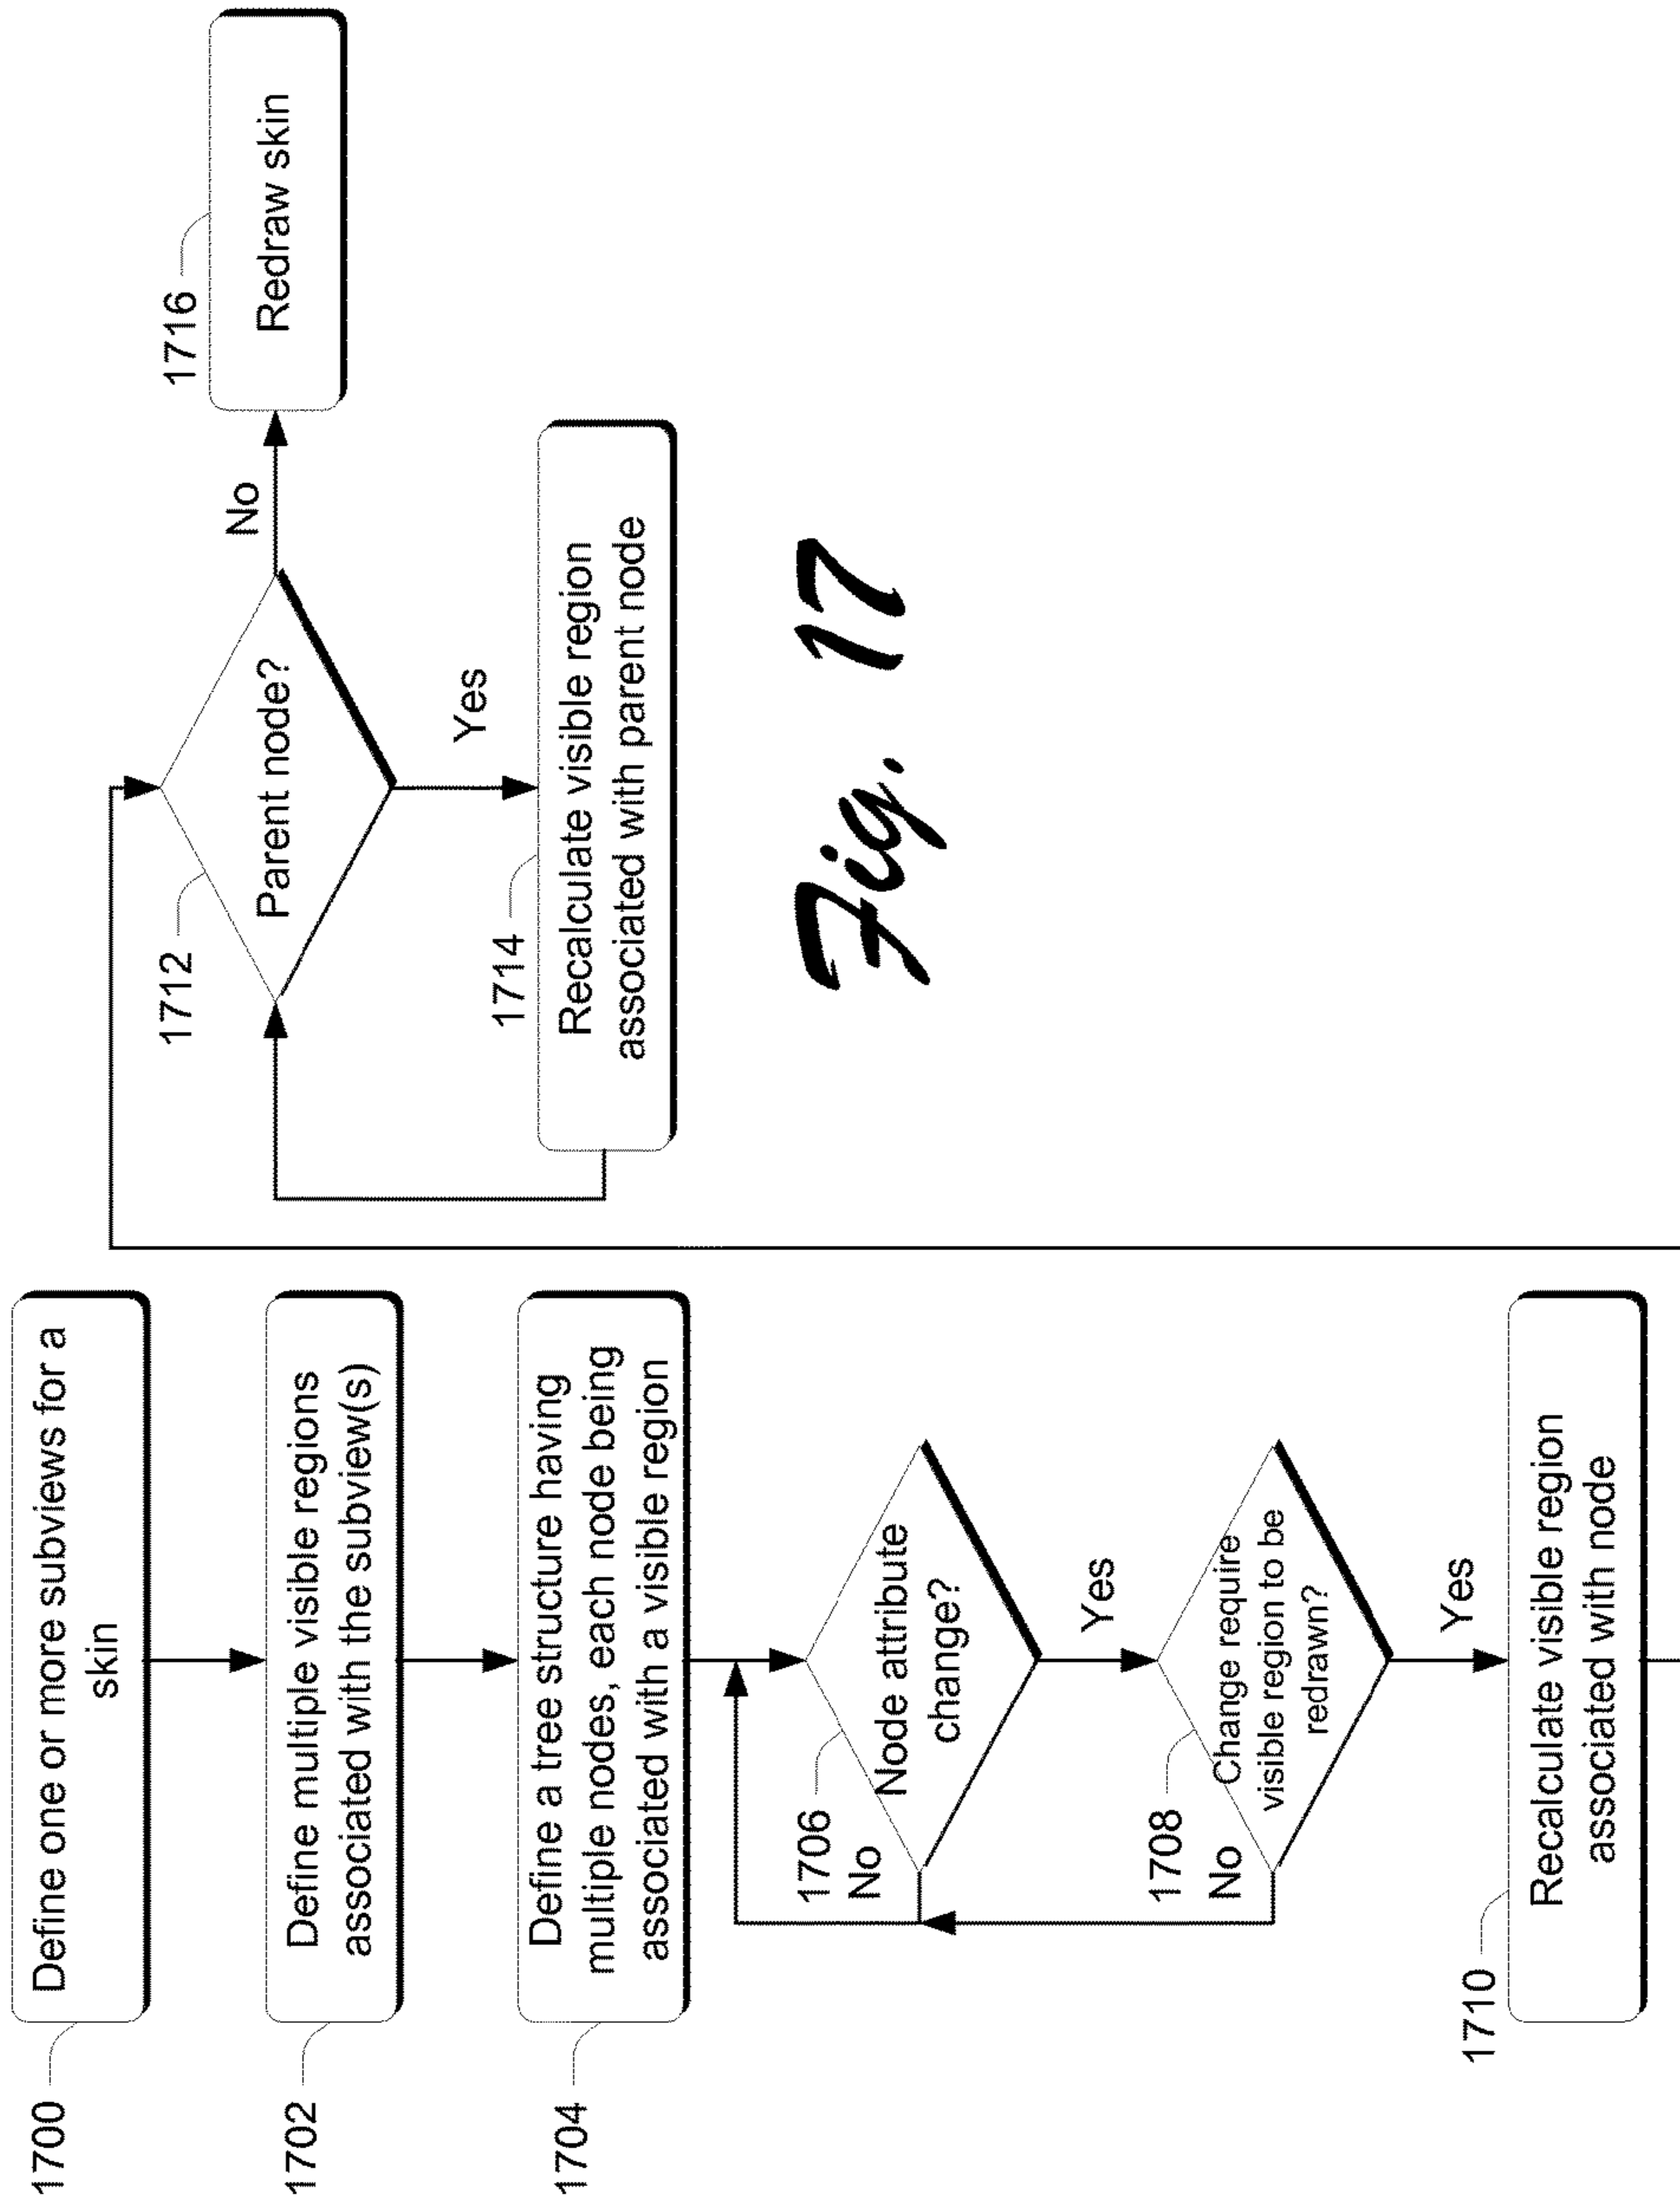 1700
Define one or more subviews for a
skin
1702
Define multiple visible regions
associated with the subview(s)
1704
Define a tree structure having
multiple nodes, each node being
associated with a visible region
1706
Node attribute
change?
No
Yes
1708
Change require
visible region to be
redrawn?
No
Yes
1710
Recalculate visible region
associated with node
1712
Parent node?
No
Yes
1714
Recalculate visible region
associated with parent node
1716
Redraw skin
Fig. 17